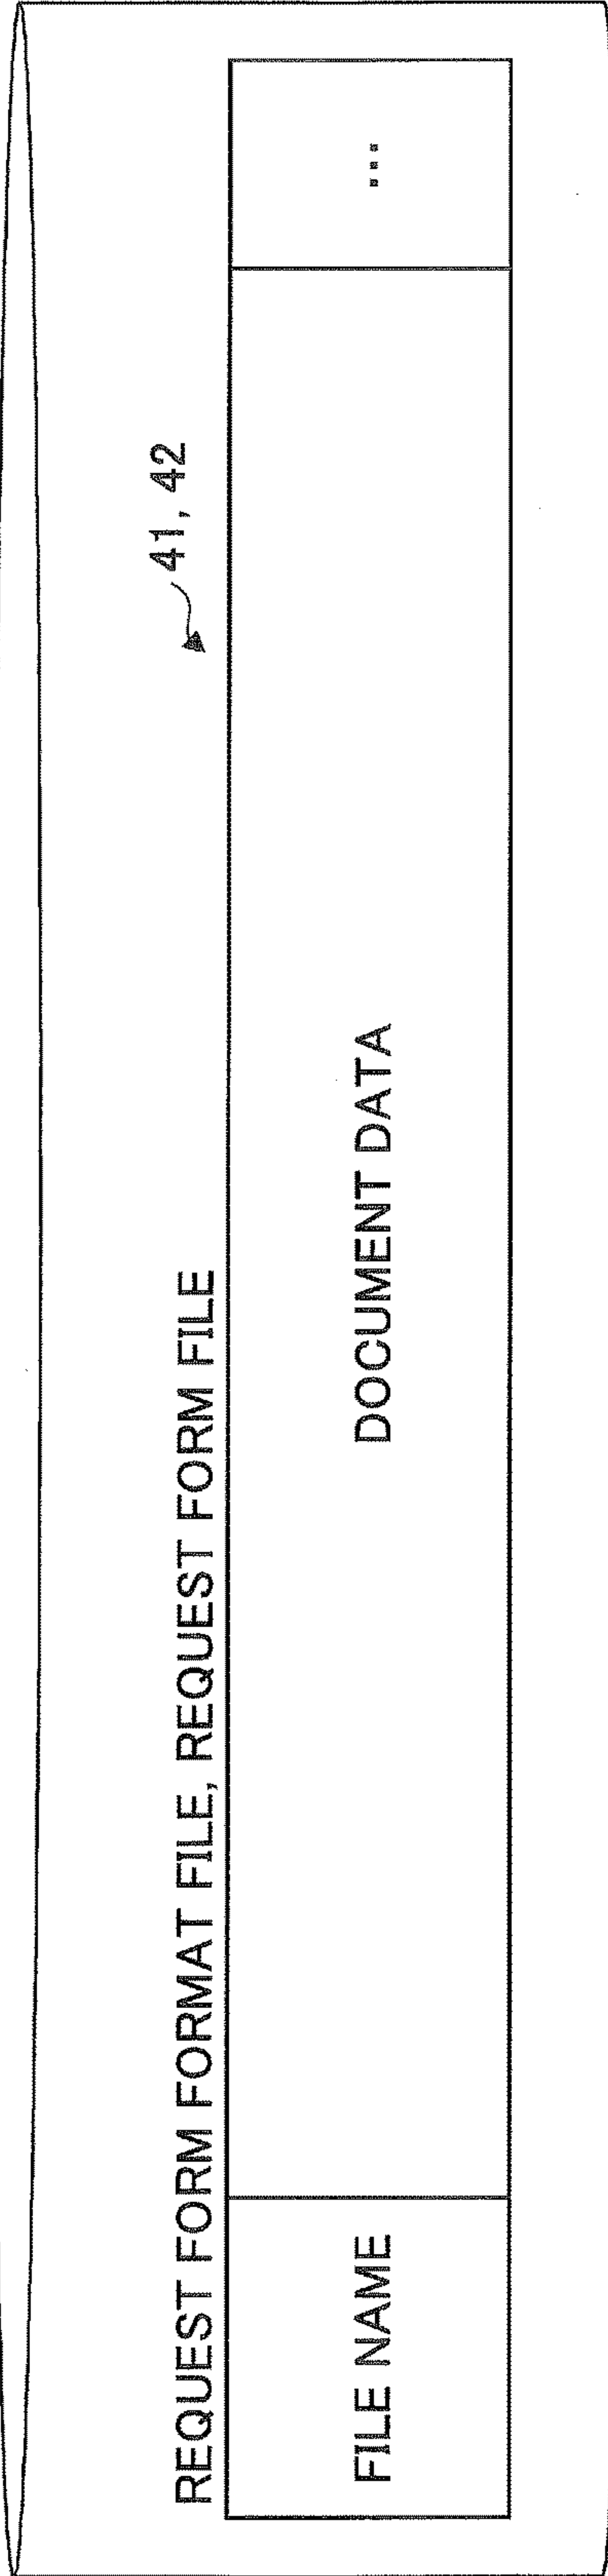 41, 42
REQUEST FORM FORMAT FILE, REQUEST FORM FILE
FILE NAME DOCUMENT DATA ...